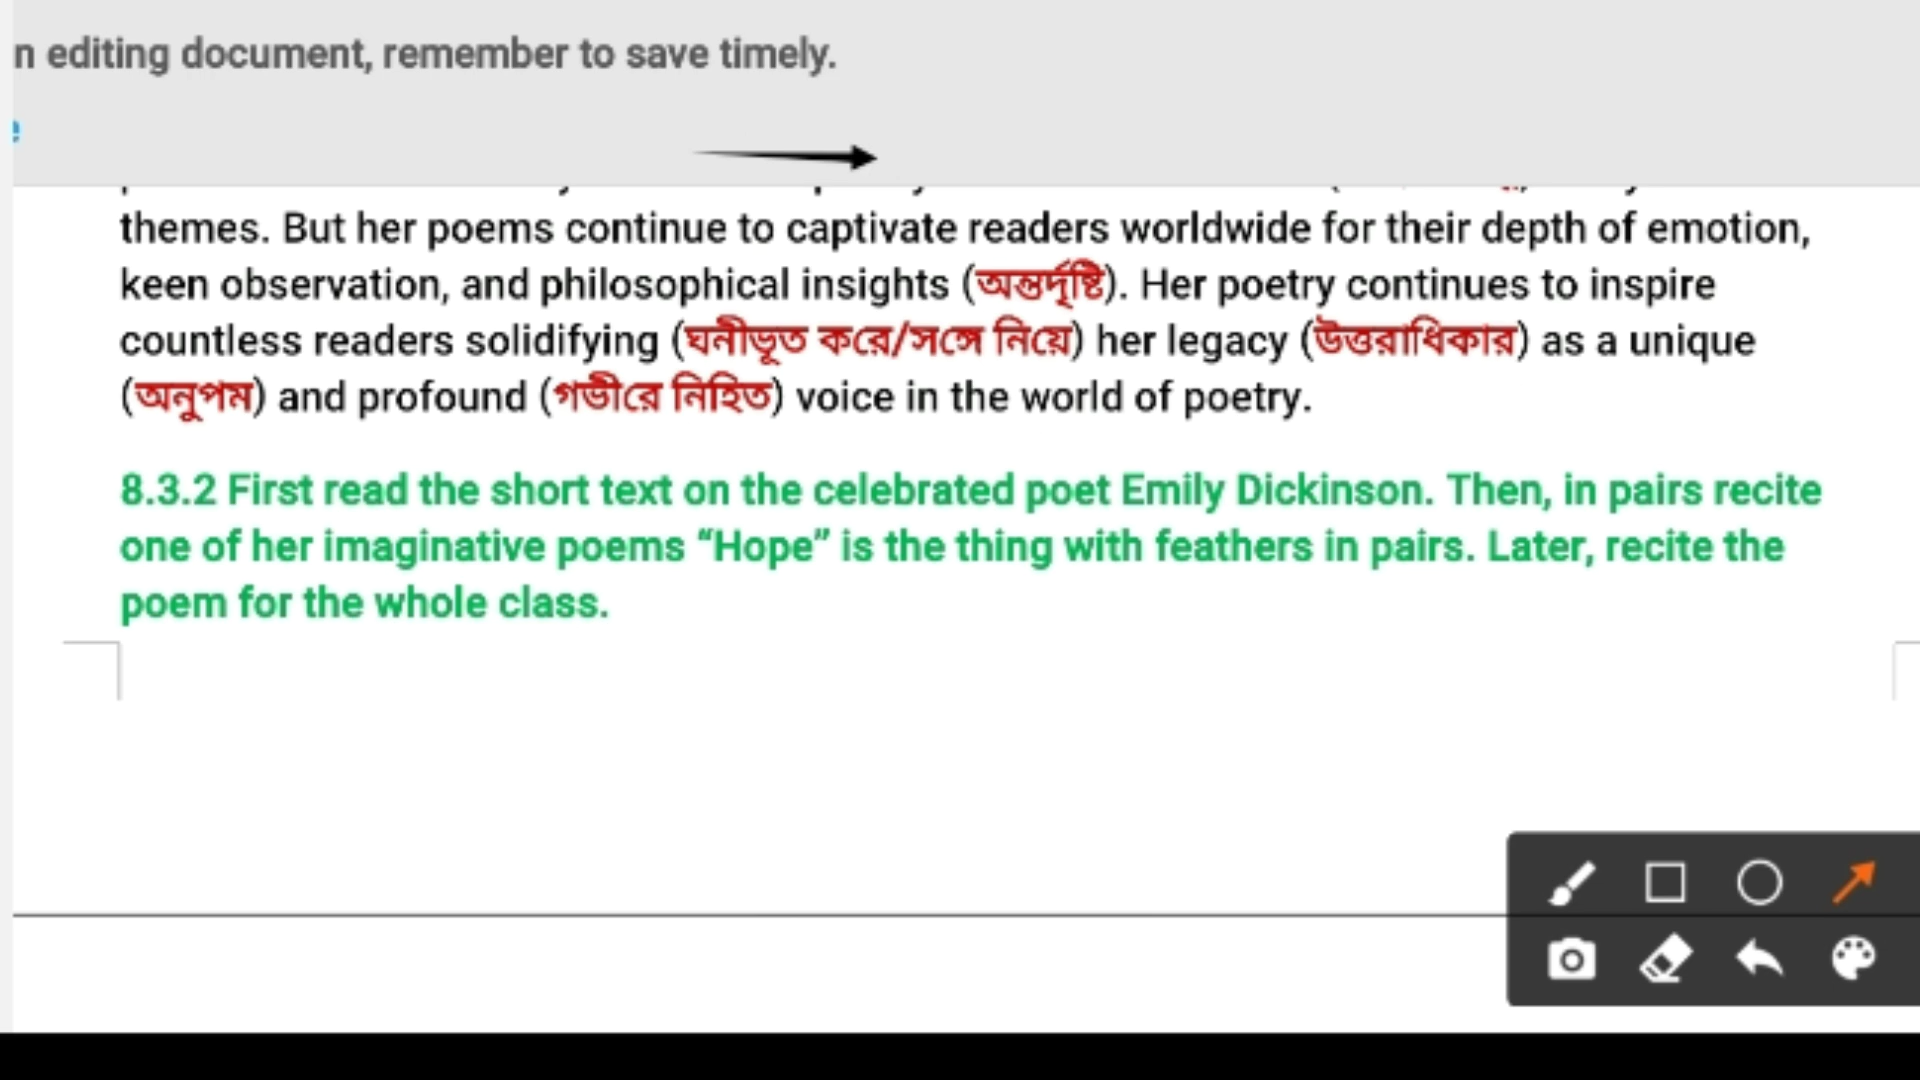 n editing document, remember to save timely.
e
themes. But her poems continue to captivate readers worldwide for their depth of emotion,
keen observation, and philosophical insights (অন্তর্দৃষ্টি). Her poetry continues to inspire
countless readers solidifying (ঘনীভূত করে/সঙ্গে নিয়ে) her legacy (উত্তরাধিকার) as a unique
(অনুপম) and profound (গভীরে নিহিত) voice in the world of poetry.
8.3.2 First read the short text on the celebrated poet Emily Dickinson. Then, in pairs recite
one of her imaginative poems “Hope” is the thing with feathers in pairs. Later, recite the
poem for the whole class.